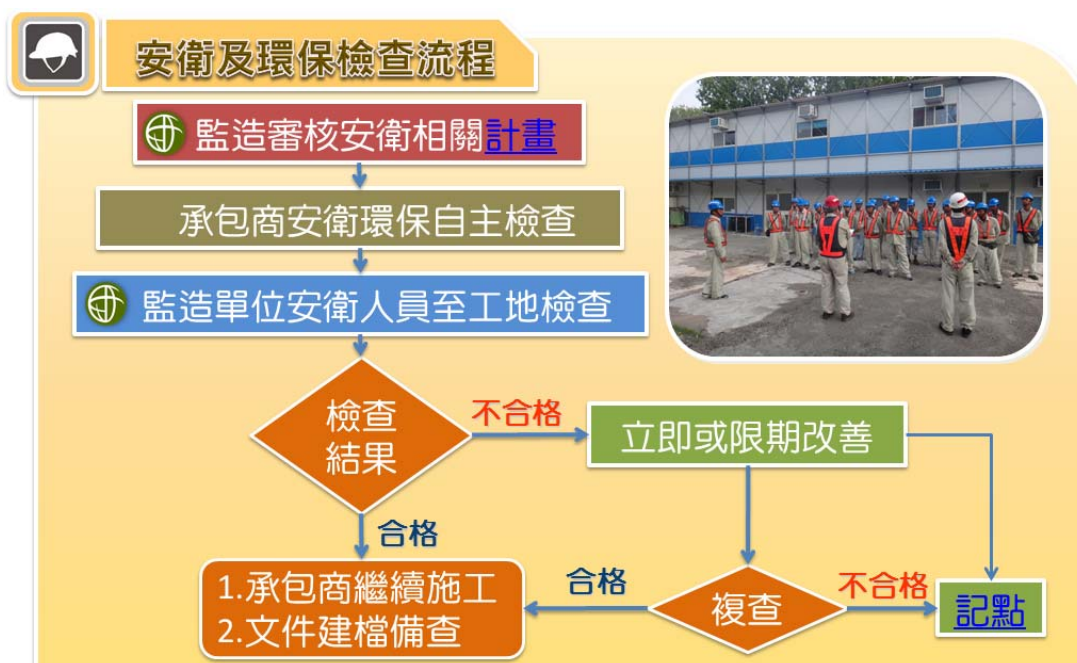 安衛及環保檢查流程
監造審核安衛相關計畫
承包商安衛環保自主檢查
監造單位安衛人員至工地檢查
檢查
結果
不合格
立即或限期改善
合格
1.承包商繼續施工
2.文件建檔備查
合格
複查
不合格
記點